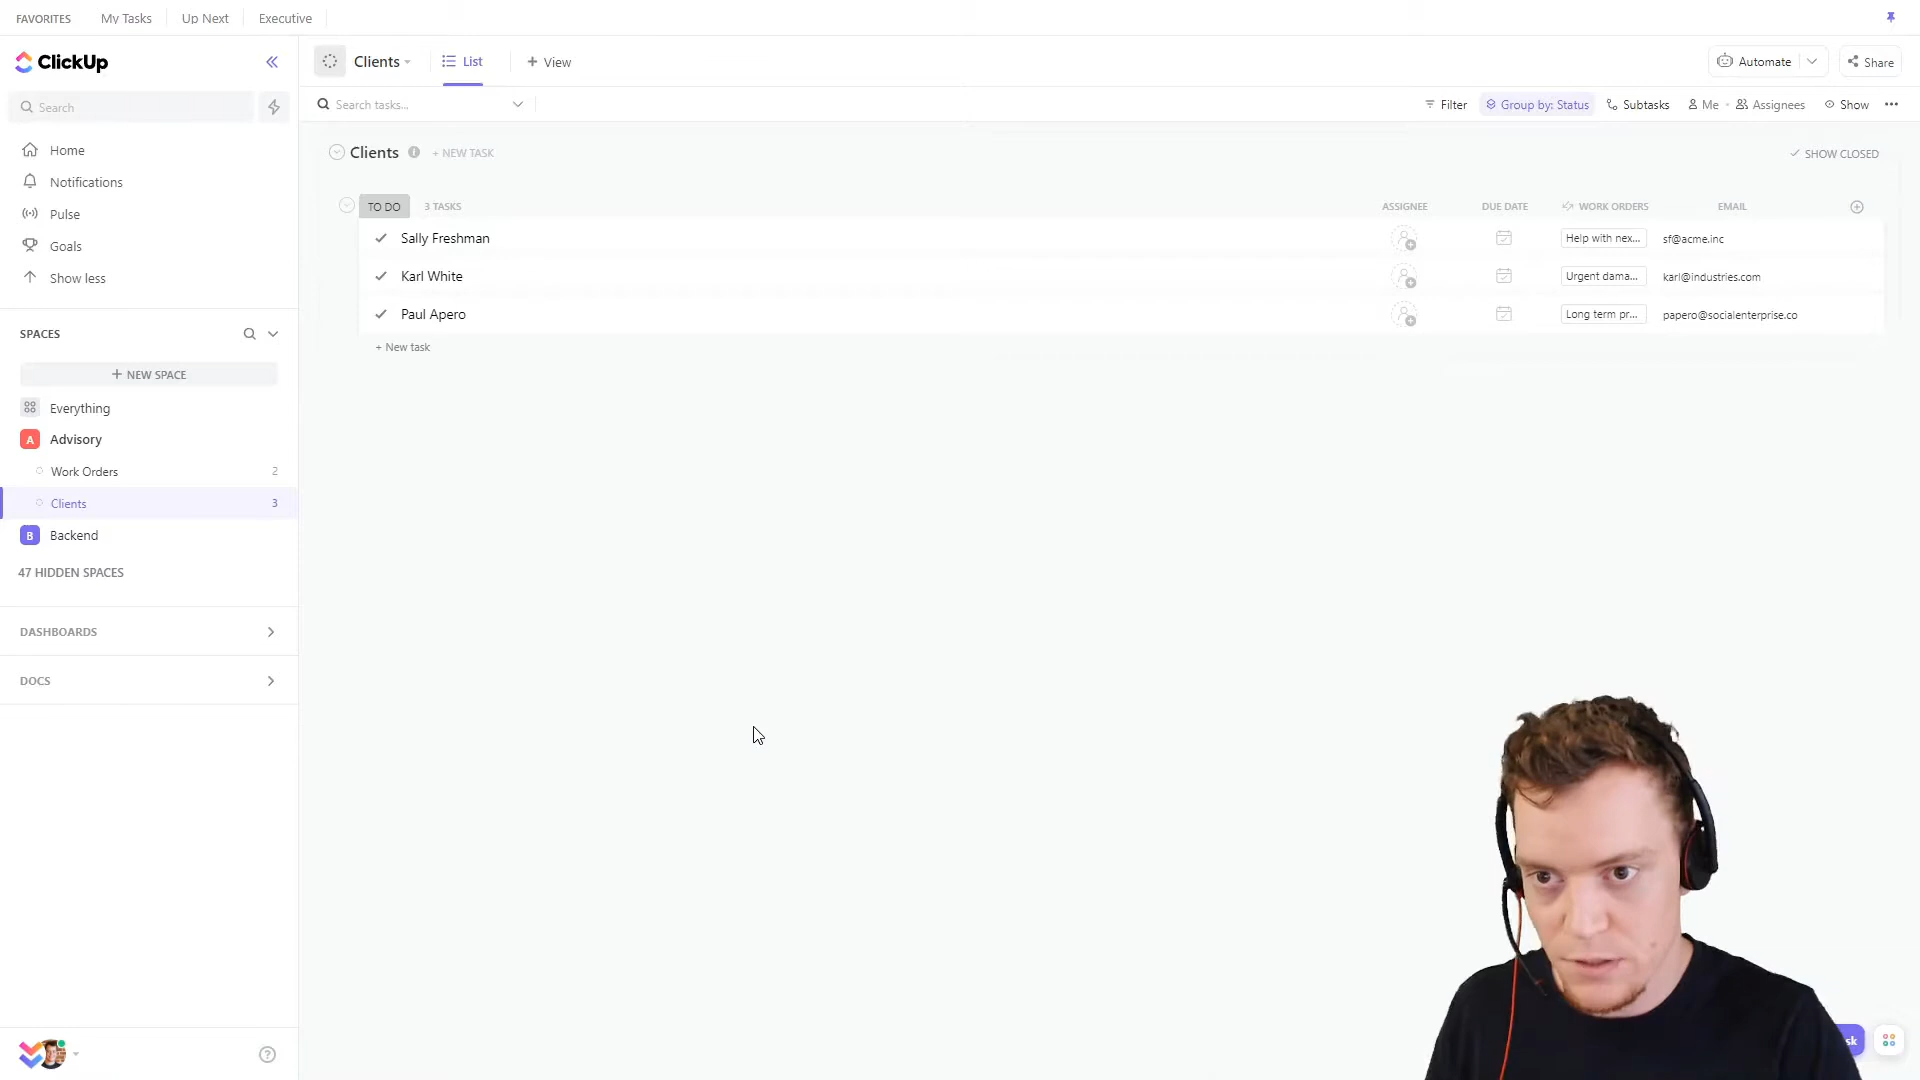 FAVORITES My Tasks Up Next Executive
ClickUp
Clients List + View
Automate Share
Search
Search tasks...
Filter Group by: Status Subtasks Me Assignees Show
Home
Notifications
Pulse
Goals
Show less
Clients + NEW TASK
SHOW CLOSED
TO DO 3 TASKS ASSIGNEE DUE DATE WORK ORDERS EMAIL
Sally Freshman Help with nex... sf@acme.inc
Karl White Urgent dama... karl@industries.com
Paul Apero Long term pr... papero@socialenterprise.co
+ New task
SPACES
+ NEW SPACE
Everything
A Advisory
Work Orders 2
Clients 3
B Backend
47 HIDDEN SPACES
DASHBOARDS
DOCS